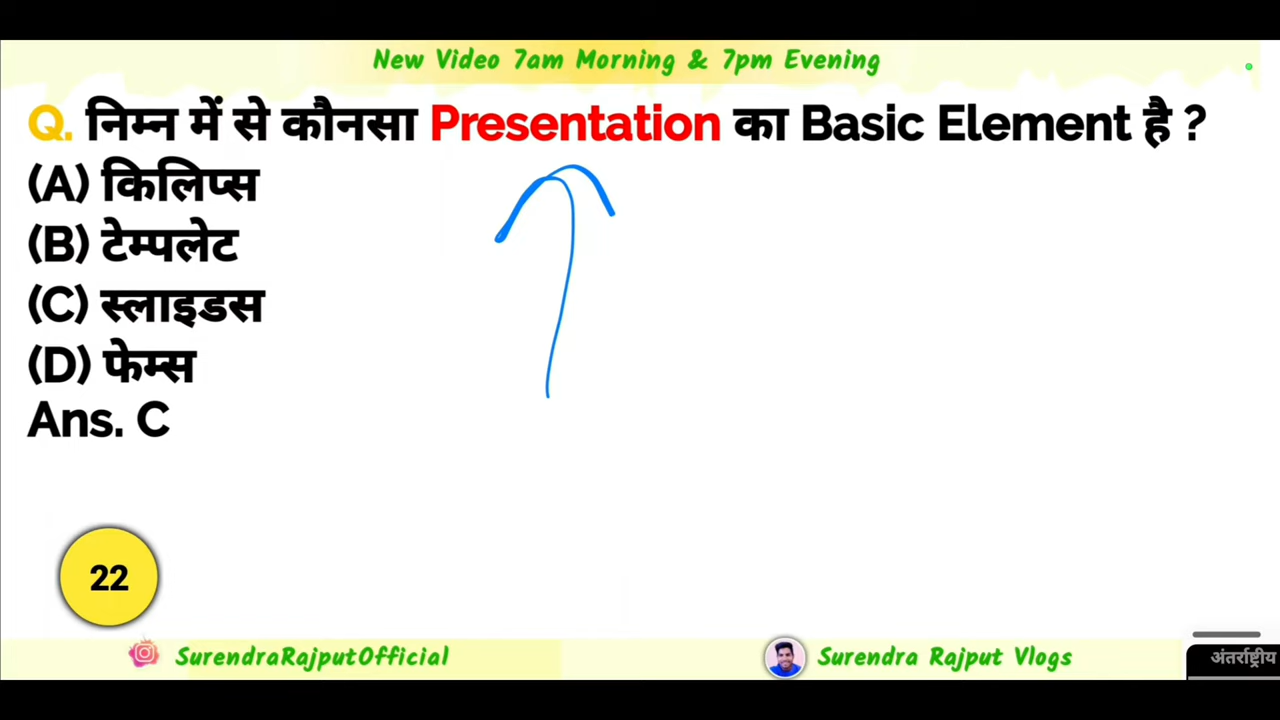 New Video 7am Morning & 7pm Evening
Q. निम्न में से कौनसा Presentation का Basic Element है ?
(A) किलिप्स
(B) टेम्पलेट
(C) स्लाइडस
(D) फेम्स
Ans. C
22
SurendraRajputOfficial
Surendra Rajput Vlogs
अंतर्राष्ट्रीय